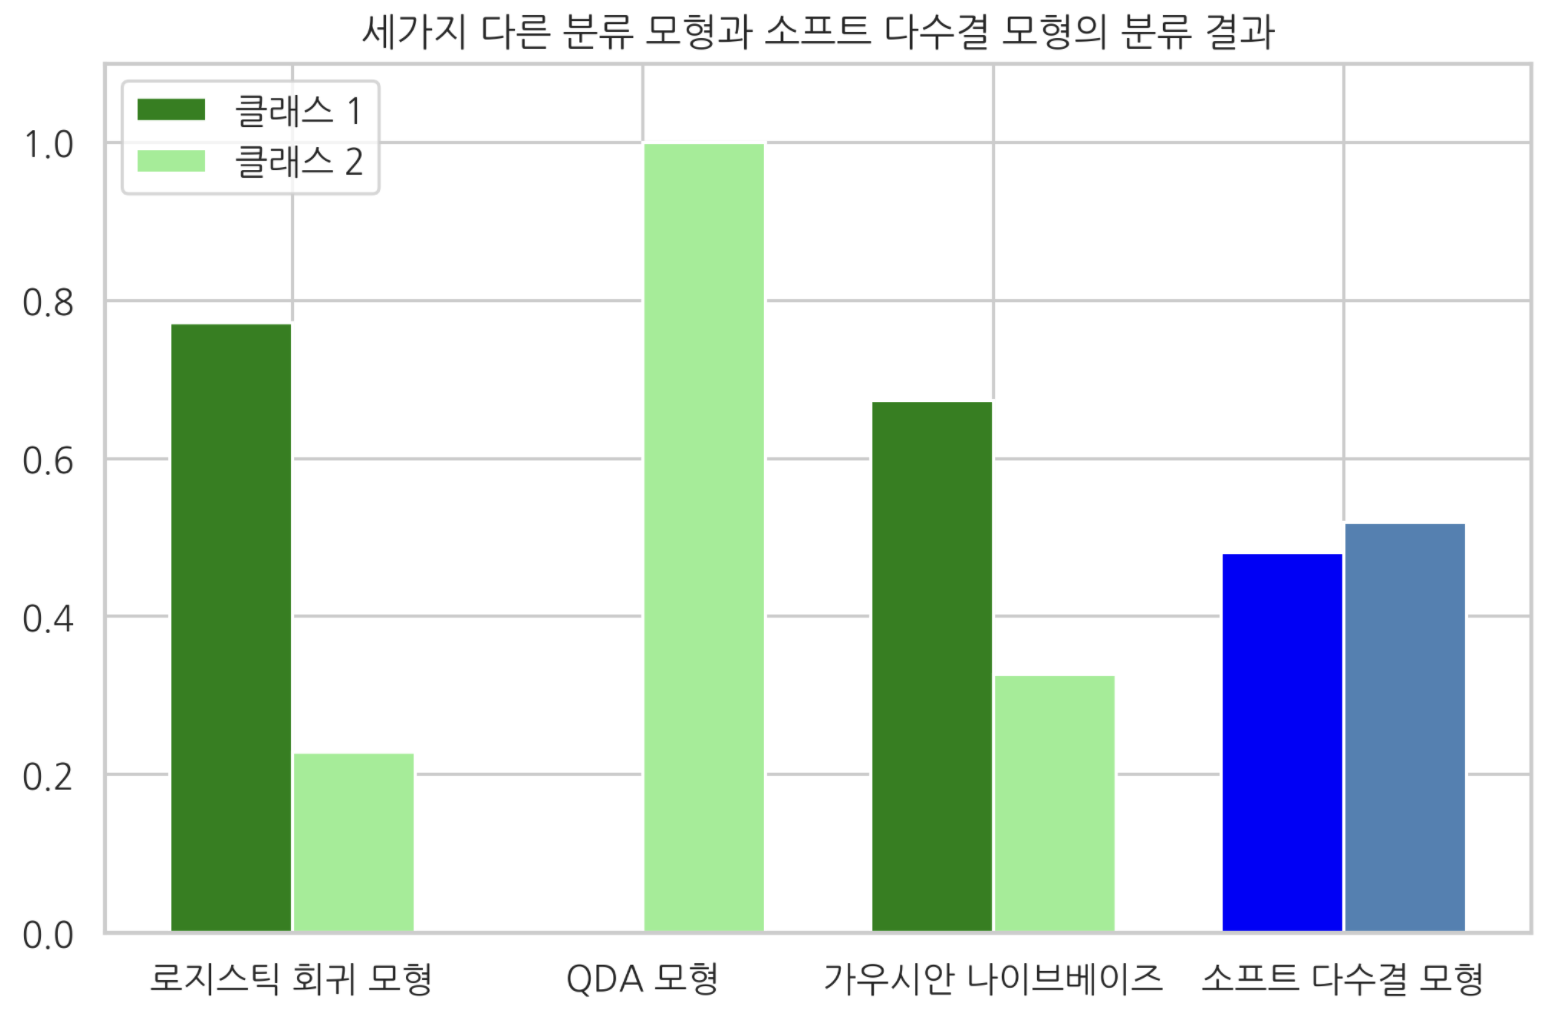 세가지 다른 분류 모형과 소프트 다수결 모형의 분류 결과
클래스 1
클래스 2
1.0
0.8
0.6
0.4
0.2
0.0
로지스틱 회귀 모형
QDA 모형
가우시안 나이브베이즈
소프트 다수결 모형